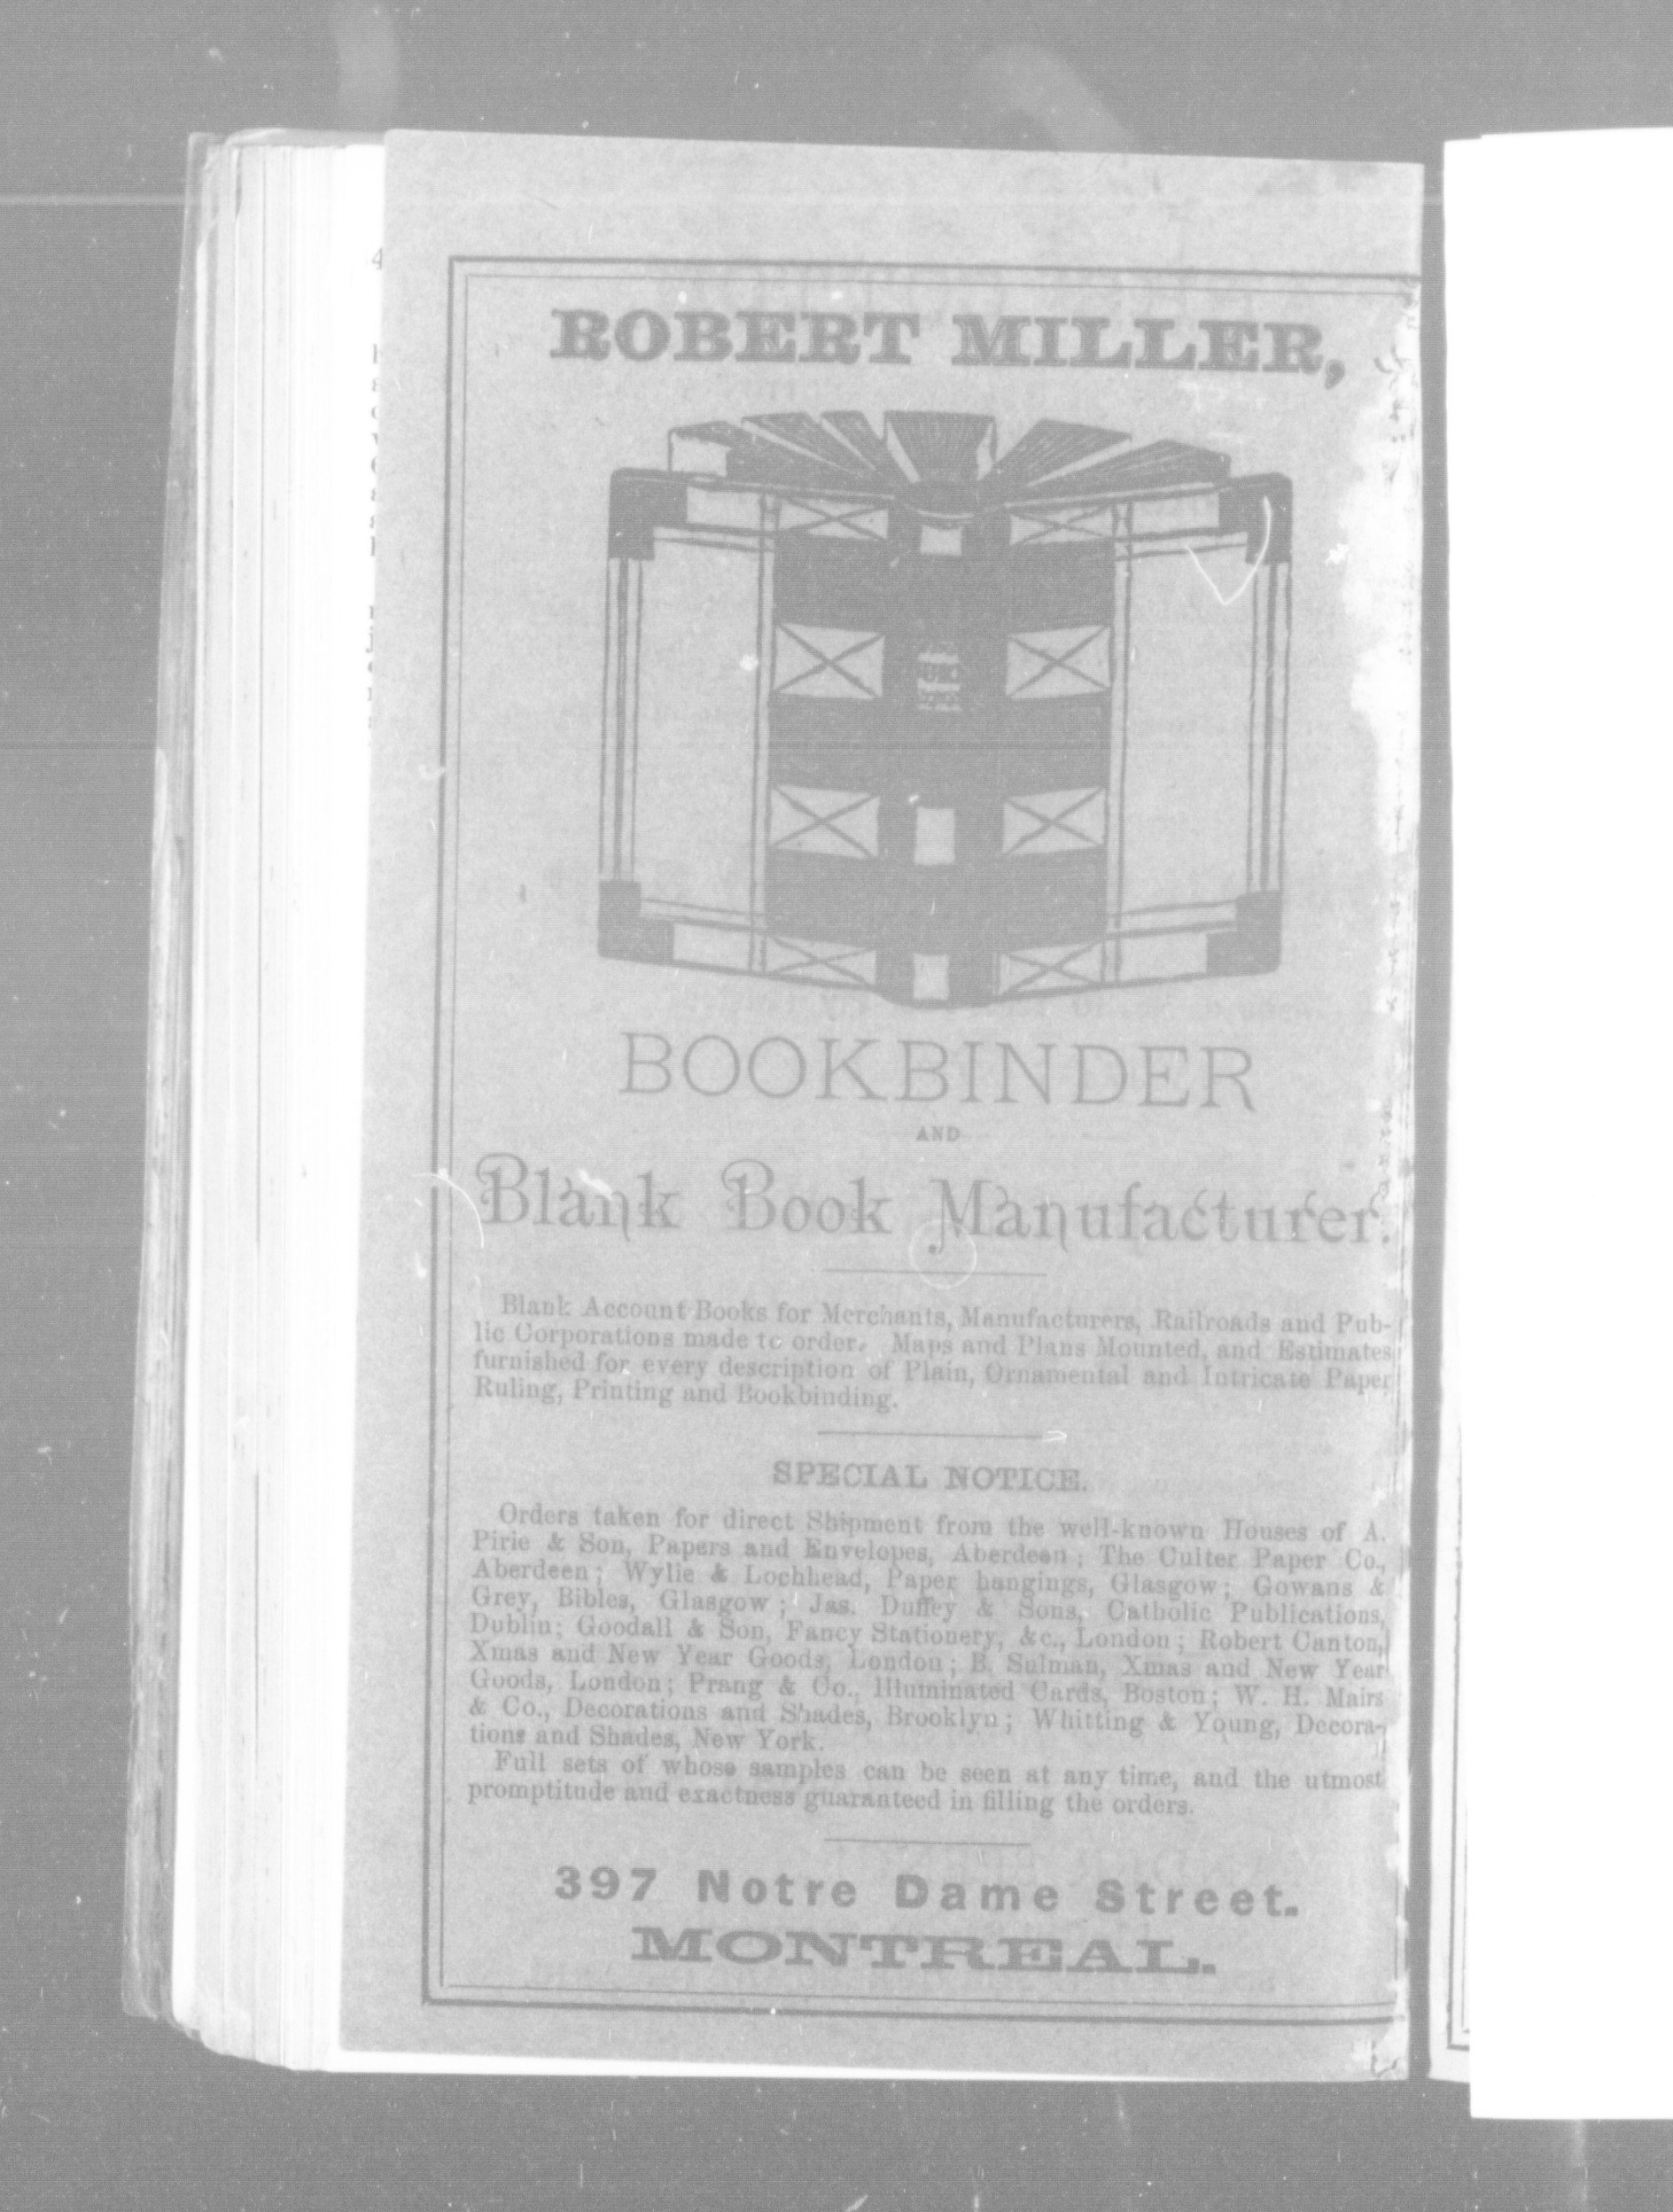 ROBERT MILLER,
BOOKBINDER
AND
Blank Book Manufacturer.
Blank Account Books for Merchants, Manufacturers, Railroads and Pub-
lic Corporations made to order. Maps and Plans Mounted, and Estimates
furnished for every description of Plain, Ornamental and Intricate Paper
Ruling, Printing and Bookbinding.
SPECIAL NOTICE.
Orders taken for direct Shipment from the well-known Houses of A.
Pirie & Son, Papers and Envelopes, Aberdeen; The Culter Paper Co.,
Aberdeen; Wylie & Lochhead, Paper hangings, Glasgow; Gowans &
Grey, Bibles, Glasgow; Jas. Duffey & Sons, Catholic Publications,
Dublin; Goodall & Son, Fancy Stationery, &c., London; Robert Canton,
Xmas and New Year Goods, London; B. Sulman, Xmas and New Year
Goods, London; Prang & Co., Illuminated Cards, Boston; W. H. Mairs
& Co., Decorations and Shades, Brooklyn; Whitting & Young, Decora-
tions and Shades, New York.
Full sets of whose samples can be seen at any time, and the utmost
promptitude and exactness guaranteed in filling the orders.
397 Notre Dame Street.
MONTREAL.